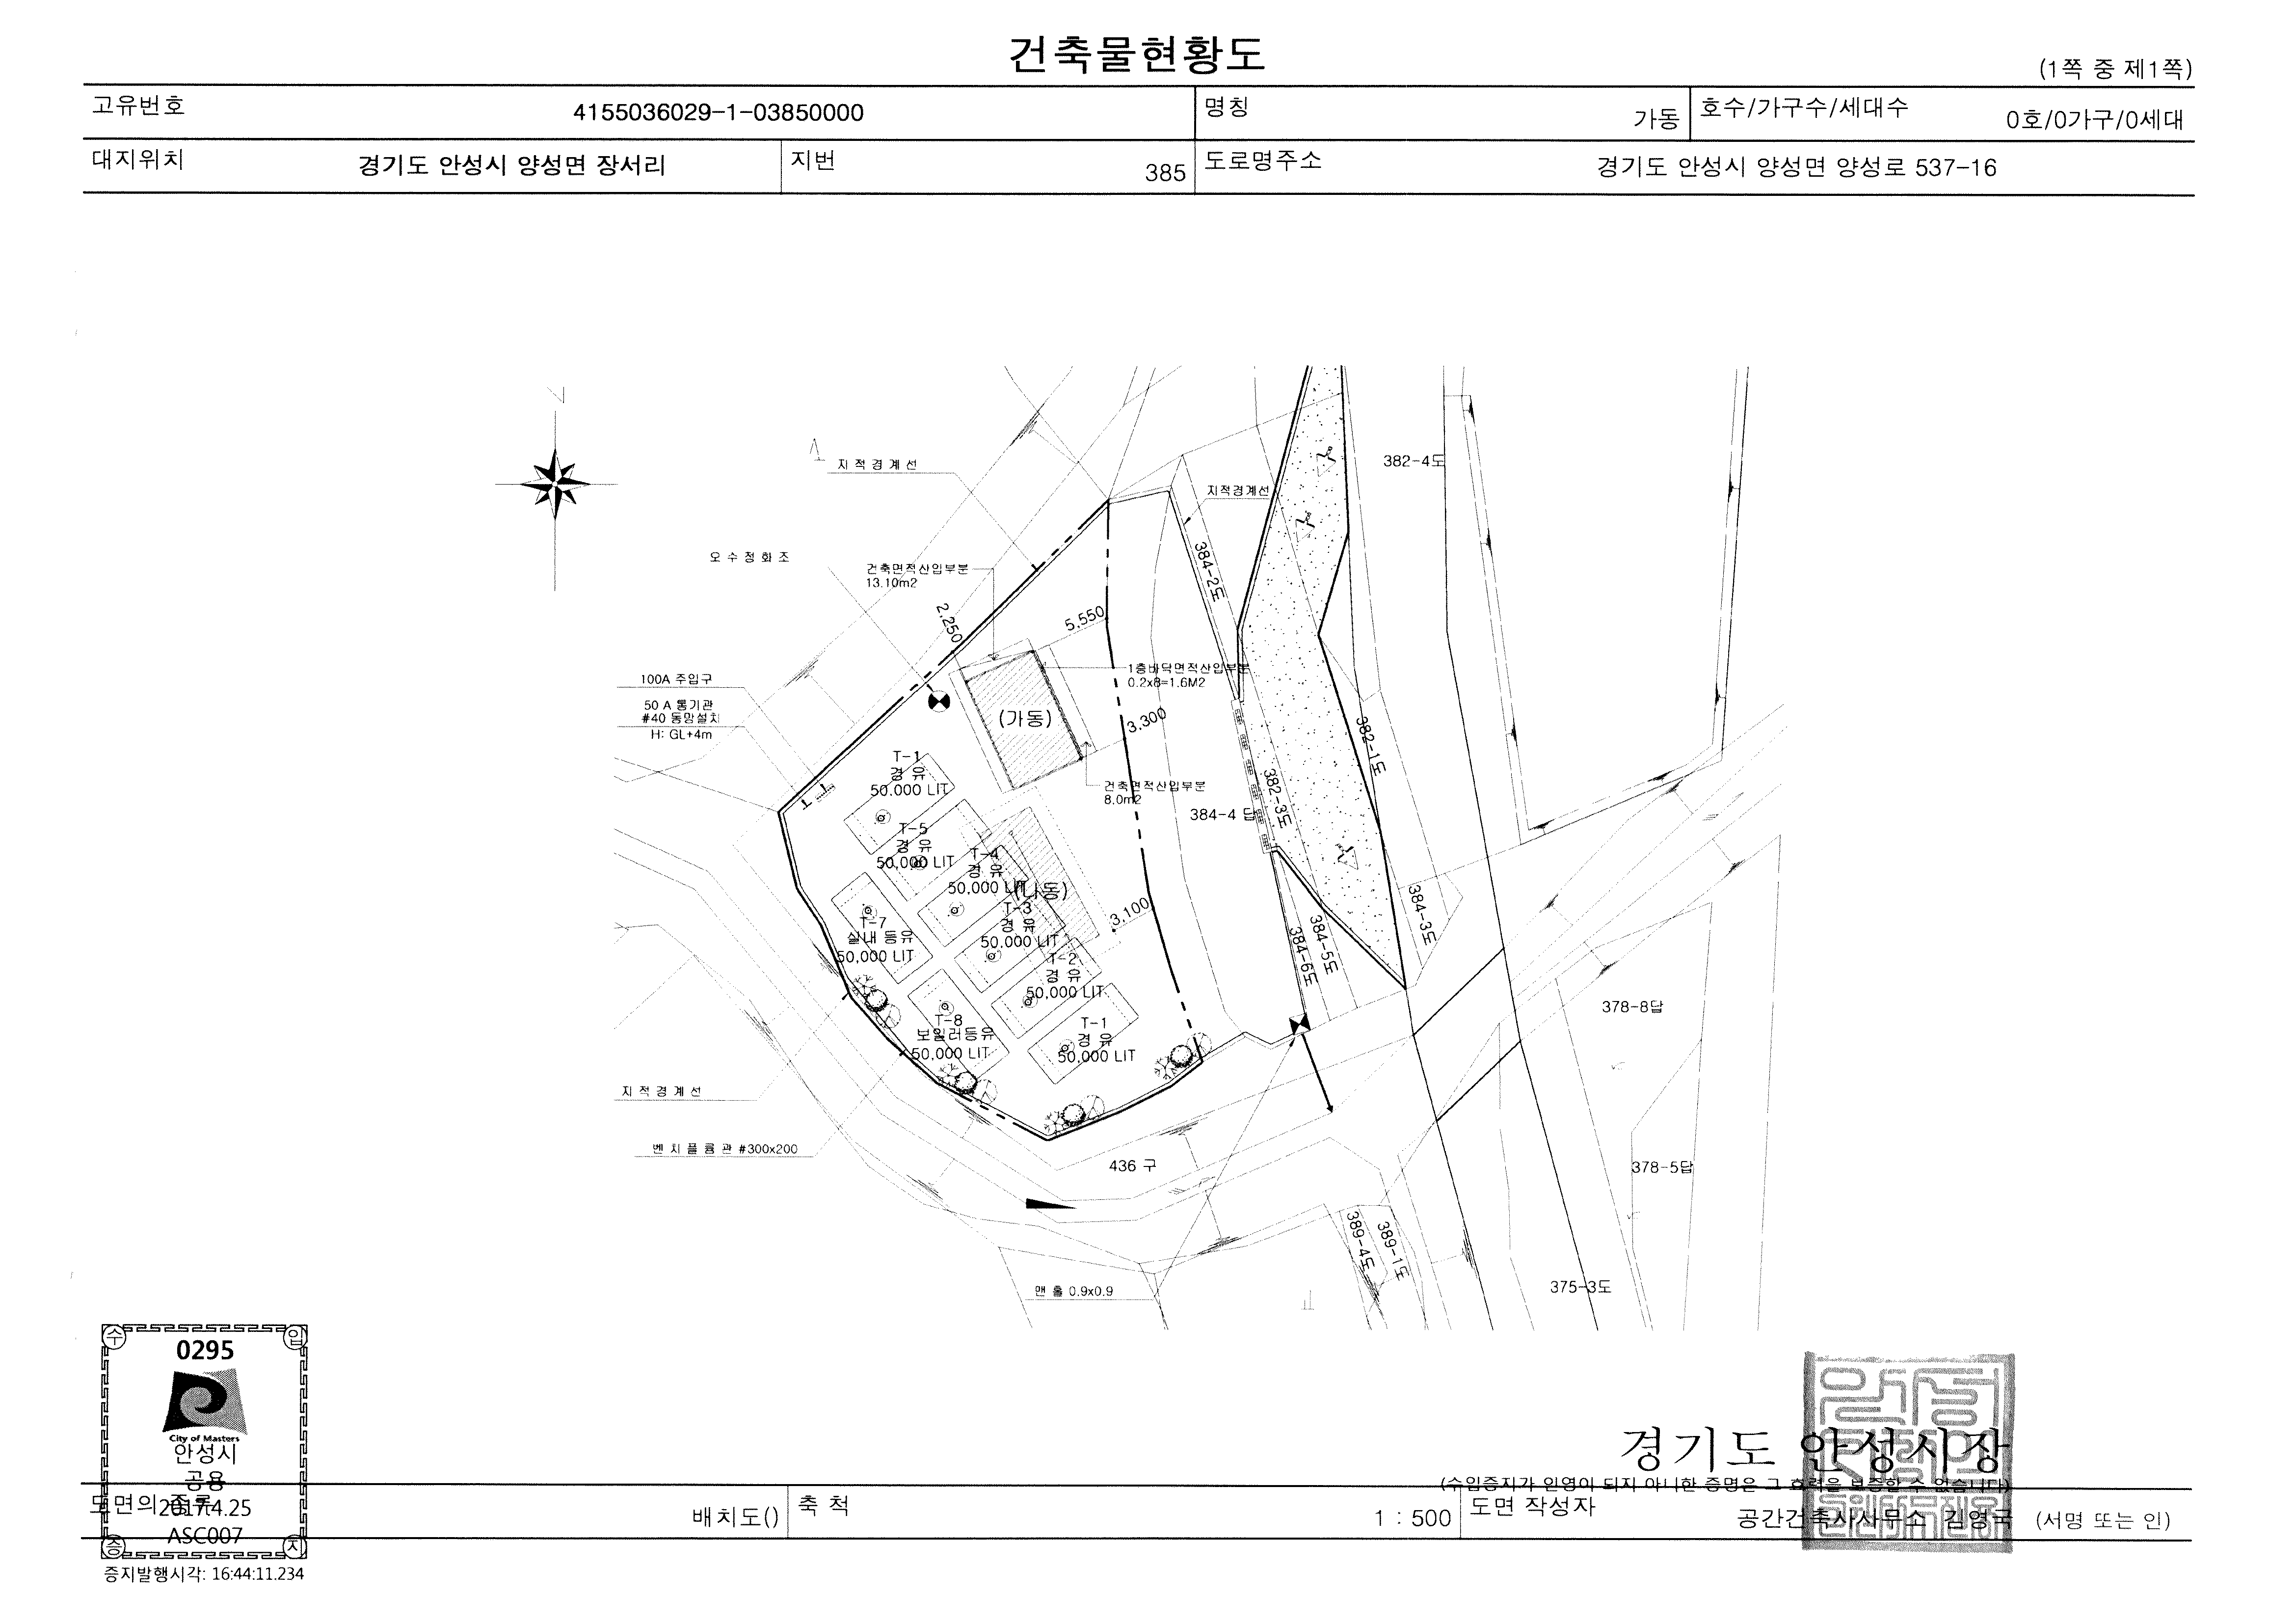 건축물현황도
(1쪽 중 제1쪽)
고유번호 4155036029-1-03850000 명칭 가동 호수/가구수/세대수 0호/0가구/0세대
대지위치 경기도 안성시 양성면 장서리 지번 385 도로명주소 경기도 안성시 양성면 양성로 537-16
382-4도
지적경계선
지적경계선
오수정화조
건축면적산입부분
13.10m2
384-2도
2,250
5,550
1층바닥면적산입부분
0.2x8=1.6M2
100A 주입구
50 A 통기관
#40 동망설치
H: GL+4m
(가동)
3,300
382-1도
T-1
경 유
50.000 LIT
건축면적산입부분
8.0m2
384-4 답
382-3도
T-5
경 유
50,000 LIT
T-4
경 유
50,000 LIT
(나동)
T-3
경 유
50,000 LIT
3,100
384-3도
T-7
실내 등유
50,000 LIT
384-5도
384-6도
T-2
경 유
50,000 LIT
378-8답
T-8
보일러등유
50,000 LIT
T-1
경 유
50,000 LIT
지적경계선
벤치플륨관 #300x200
436 구
378-5답
389-4도
389-1도
맨 홀 0.9x0.9
375-3도
수 입
0295
City of Masters
안성시
공용
2017.4.25
ASC007
증 지
증지발행시각: 16:44:11.234
경기도 안성시장
(수입증지가 인영이 되지 아니한 증명은 그 효력을 보증할 수 없습니다)
도면의 종류 배치도() 축 척 1 : 500 도면 작성자 공간건축사사무소 김영국 (서명 또는 인)